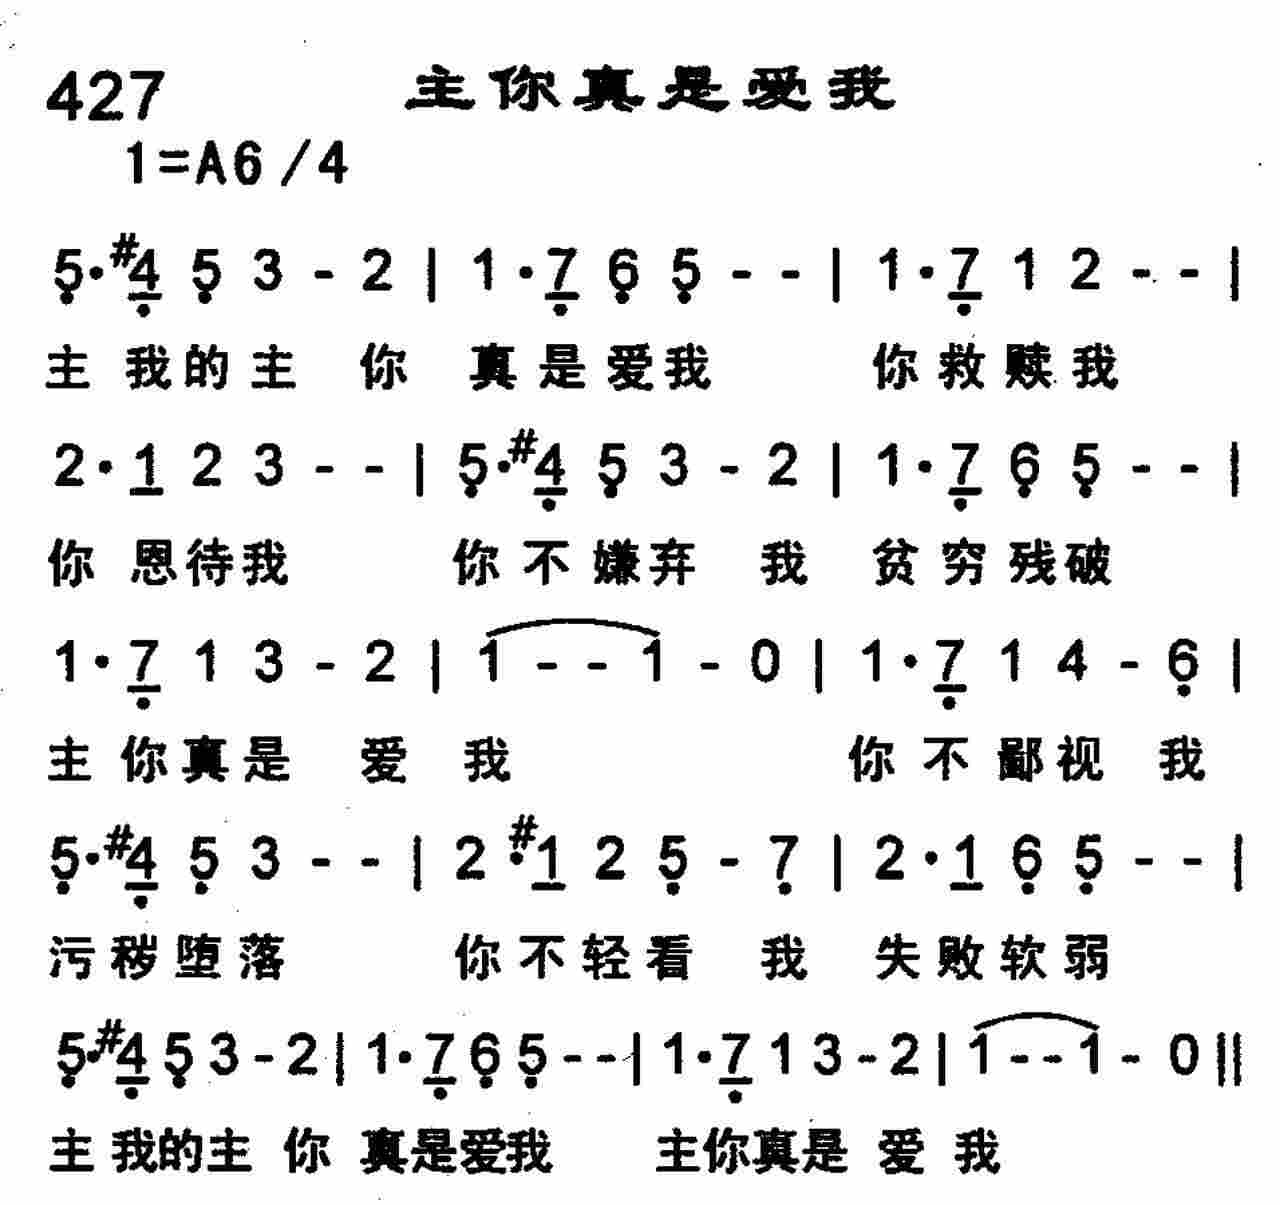 427 主你真是爱我
1=A6/4
5·#4 5 3 - 2 | 1·7 6 5 - - | 1·7 1 2 - - |
主 我的主 你 真是爱我 你救赎我
2·1 2 3 - - | 5·#4 5 3 - 2 | 1·7 6 5 - - |
你 恩待我 你不嫌弃 我 贫穷残破
1·7 1 3 - 2 | 1 - - 1 - 0 | 1·7 1 4 - 6 |
主 你真是 爱 我 你不鄙视 我
5·#4 5 3 - - | 2·#1 2 5 - 7 | 2·1 6 5 - - |
污秽堕落 你不轻看 我 失败软弱
5·#4 5 3 - 2 | 1·7 6 5 - - | 1·7 1 3 - 2 | 1 - - 1 - 0 ||
主 我的主 你 真是爱我 主你真是 爱 我